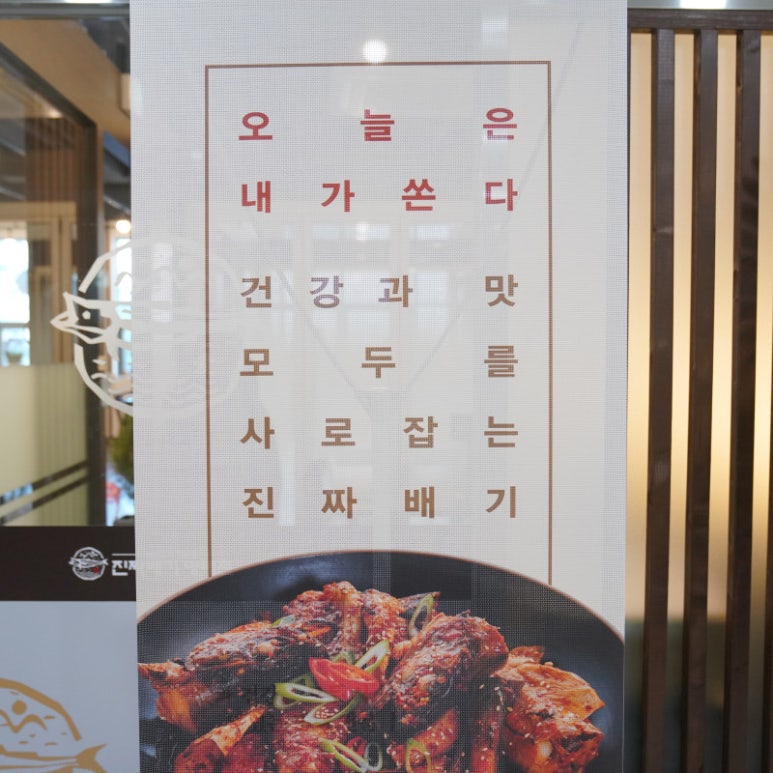 오늘은
내가쏜다
건강과 맛
모두를
사로잡는
진짜배기